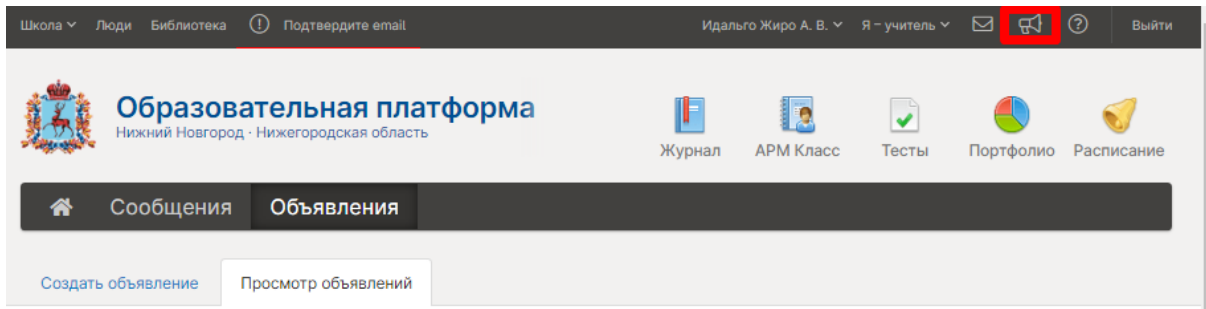 Школа Люди Библиотека Подтвердите email Идальго Жиро А. В. Я – учитель Выйти
Образовательная платформа
Нижний Новгород · Нижегородская область
Журнал АРМ Класс Тесты Портфолио Расписание
Сообщения Объявления
Создать объявление Просмотр объявлений